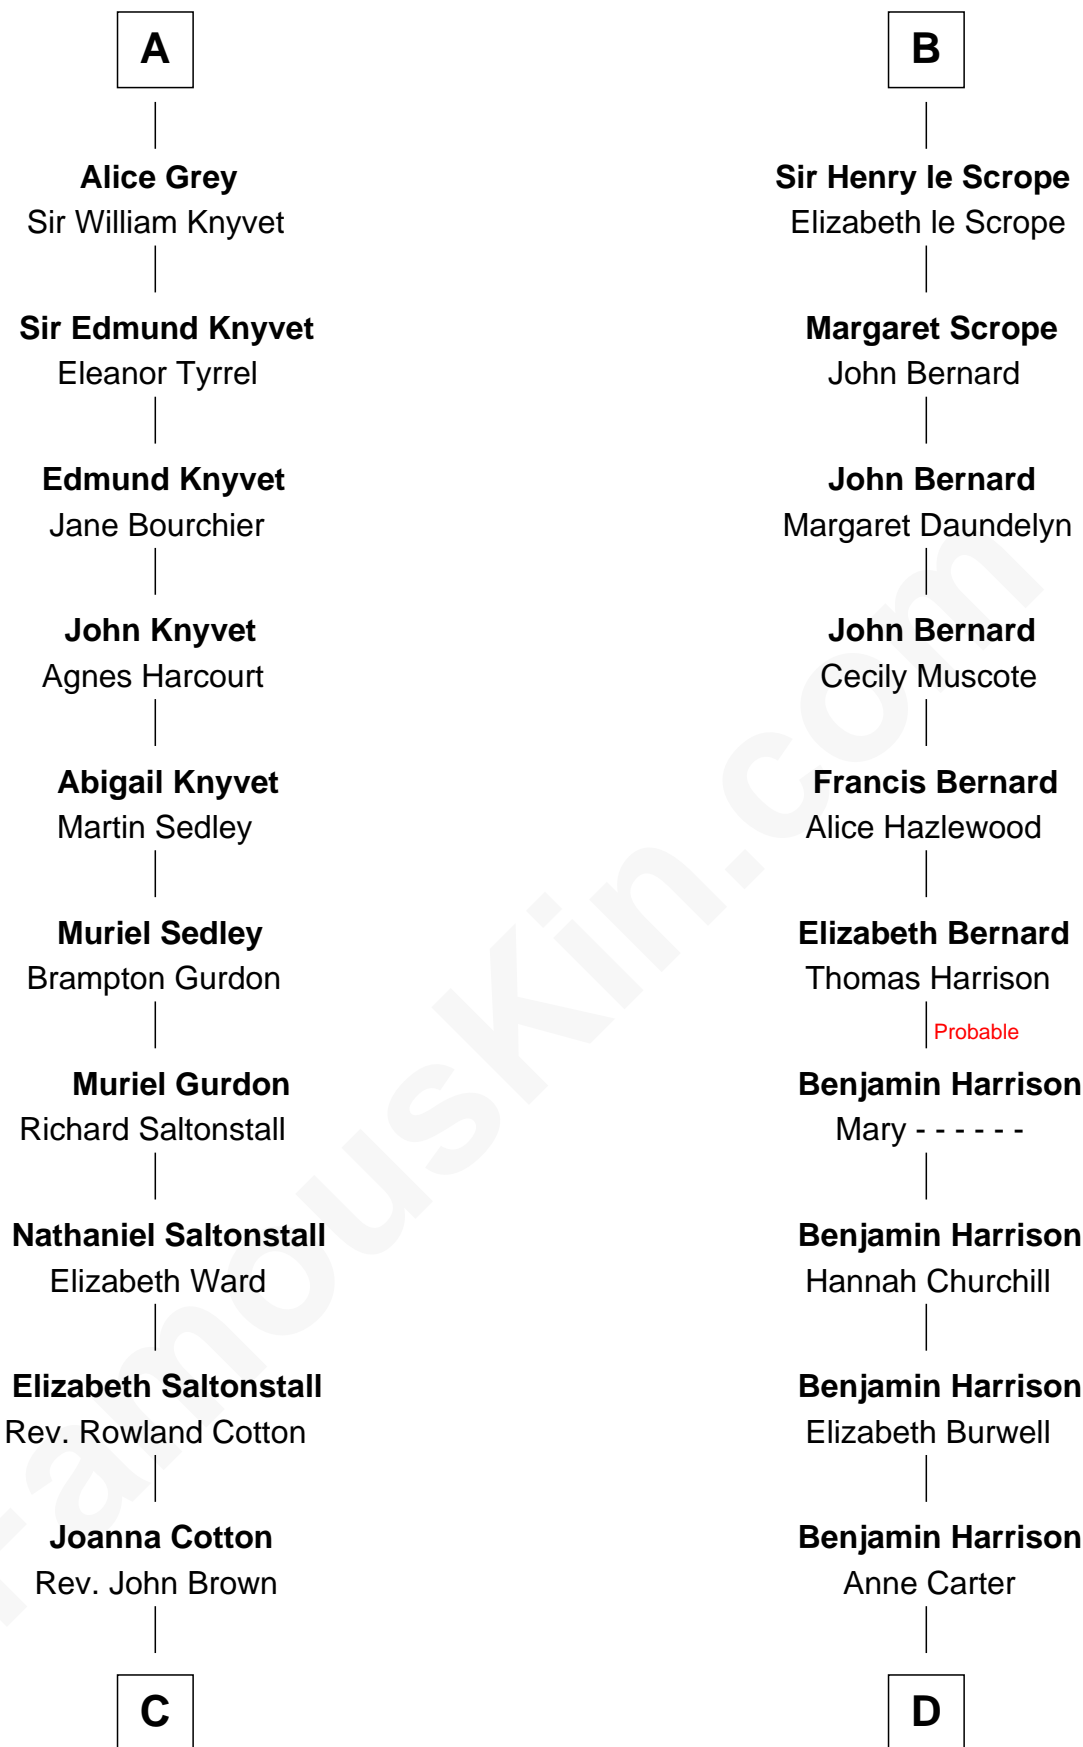 A
Alice Grey
Sir William Knyvet
Sir Edmund Knyvet
Eleanor Tyrrel
Edmund Knyvet
Jane Bourchier
John Knyvet
Agnes Harcourt
Abigail Knyvet
Martin Sedley
Muriel Sedley
Brampton Gurdon
Muriel Gurdon
Richard Saltonstall
Nathaniel Saltonstall
Elizabeth Ward
Elizabeth Saltonstall
Rev. Rowland Cotton
Joanna Cotton
Rev. John Brown
C
B
Sir Henry le Scrope
Elizabeth le Scrope
Margaret Scrope
John Bernard
John Bernard
Margaret Daundelyn
John Bernard
Cecily Muscote
Francis Bernard
Alice Hazlewood
Elizabeth Bernard
Thomas Harrison
Probable
Benjamin Harrison
Mary - - - - - -
Benjamin Harrison
Hannah Churchill
Benjamin Harrison
Elizabeth Burwell
Benjamin Harrison
Anne Carter
D
FamousKin.com